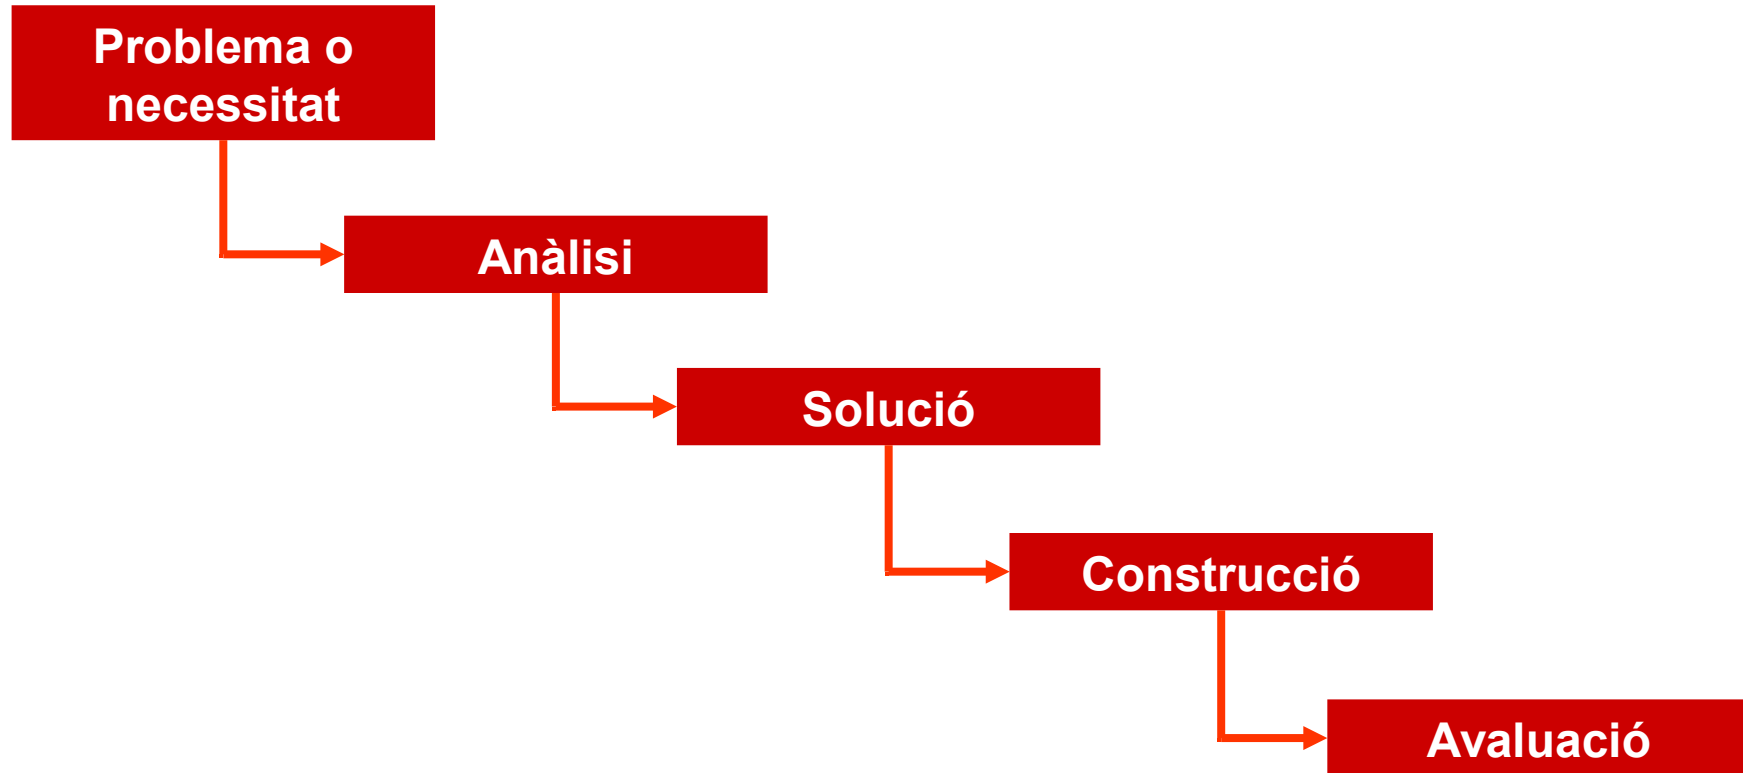 Problema o
necessitat
Anàlisi
Solució
Construcció
Avaluació